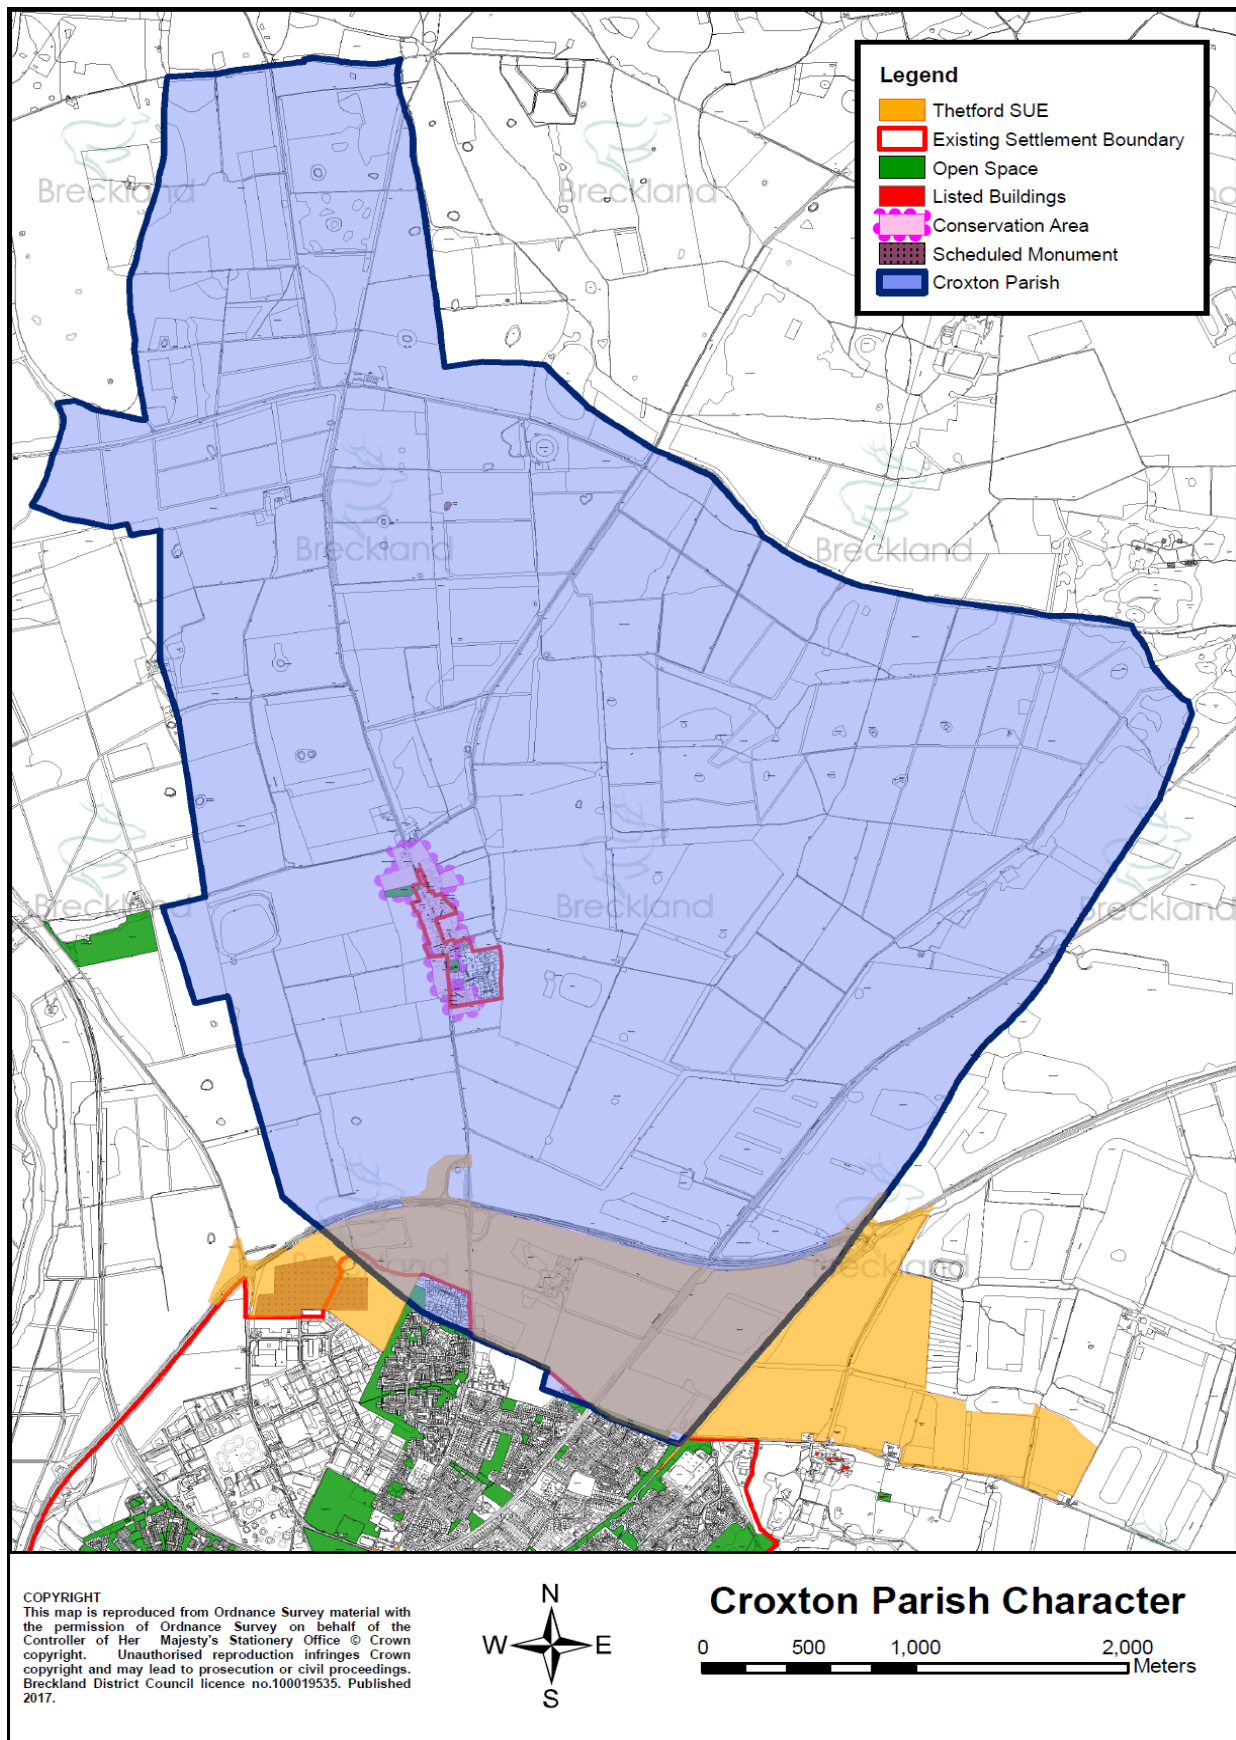 Legend
Thetford SUE
Existing Settlement Boundary
Open Space
Listed Buildings
Conservation Area
Scheduled Monument
Croxton Parish
Breckland
Breckland
Breckland
Breckland
Breckland
Breckland
Breckland
COPYRIGHT
This map is reproduced from Ordnance Survey material with
the permission of Ordnance Survey on behalf of the
Controller of Her Majesty's Stationery Office © Crown
copyright. Unauthorised reproduction infringes Crown
copyright and may lead to prosecution or civil proceedings.
Breckland District Council licence no.100019535. Published
2017.
N
W E
S
Croxton Parish Character
0 500 1,000 2,000
Meters